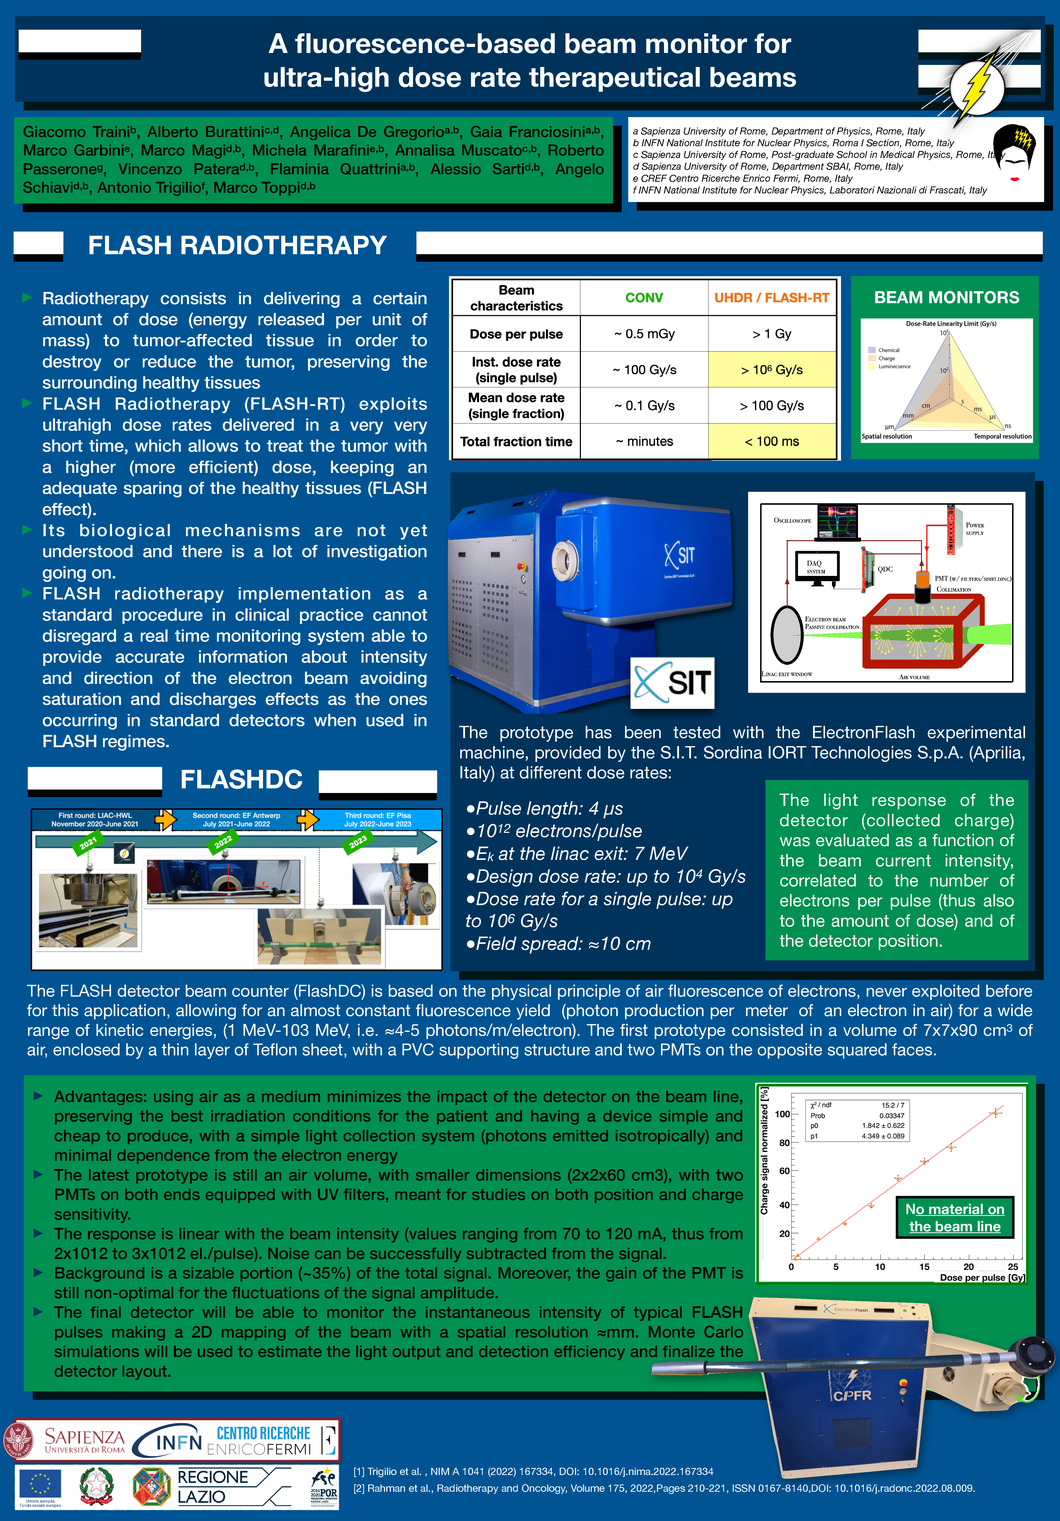 A fluorescence-based beam monitor for
ultra-high dose rate therapeutical beams
Giacomo Trainiᵇ, Alberto Burattiniᶜ,ᵈ, Angelica De Gregorioᵃ,ᵇ, Gaia Franciosiniᵃ,ᵇ,
Marco Garbiniᵉ, Marco Magiᵈ,ᵇ, Michela Marafiniᵉ,ᵇ, Annalisa Muscatoᶜ,ᵇ, Roberto
Passeroneᵍ, Vincenzo Pateraᵈ,ᵇ, Flaminia Quattriniᵃ,ᵇ, Alessio Sartiᵈ,ᵇ, Angelo
Schiaviᵈ,ᵇ, Antonio Trigilioᶠ, Marco Toppiᵈ,ᵇ
a Sapienza University of Rome, Department of Physics, Rome, Italy
b INFN National Institute for Nuclear Physics, Roma I Section, Rome, Italy
c Sapienza University of Rome, Post-graduate School in Medical Physics, Rome, Italy
d Sapienza University of Rome, Department SBAI, Rome, Italy
e CREF Centro Ricerche Enrico Fermi, Rome, Italy
f INFN National Institute for Nuclear Physics, Laboratori Nazionali di Frascati, Italy
FLASH RADIOTHERAPY
Radiotherapy consists in delivering a certain
amount of dose (energy released per unit of
mass) to tumor-affected tissue in order to
destroy or reduce the tumor, preserving the
surrounding healthy tissues
FLASH Radiotherapy (FLASH-RT) exploits
ultrahigh dose rates delivered in a very very
short time, which allows to treat the tumor with
a higher (more efficient) dose, keeping an
adequate sparing of the healthy tissues (FLASH
effect).
Its biological mechanisms are not yet
understood and there is a lot of investigation
going on.
FLASH radiotherapy implementation as a
standard procedure in clinical practice cannot
disregard a real time monitoring system able to
provide accurate information about intensity
and direction of the electron beam avoiding
saturation and discharges effects as the ones
occurring in standard detectors when used in
FLASH regimes.
Beam characteristics CONV UHDR / FLASH-RT
Dose per pulse ~ 0.5 mGy > 1 Gy
Inst. dose rate (single pulse) ~ 100 Gy/s > 10⁶ Gy/s
Mean dose rate (single fraction) ~ 0.1 Gy/s > 100 Gy/s
Total fraction time ~ minutes < 100 ms
BEAM MONITORS
Dose-Rate Linearity Limit (Gy/s)
Chemical
Charge
Luminecsence
cm
mm
µm
s
ms
µs
ns
Spatial resolution
Temporal resolution
SIT
Sordina IORT Technologies S.p.A.
SIT
Oscilloscope
Power
supply
DAQ
system
QDC
PMT (w/ filters/shielding)
Collimation
Electron beam
Passive collimation
Linac exit window
Air volume
The prototype has been tested with the ElectronFlash experimental
machine, provided by the S.I.T. Sordina IORT Technologies S.p.A. (Aprilia,
Italy) at different dose rates:
●Pulse length: 4 µs
●10¹² electrons/pulse
●Eₖ at the linac exit: 7 MeV
●Design dose rate: up to 10⁴ Gy/s
●Dose rate for a single pulse: up
to 10⁶ Gy/s
●Field spread: ≈10 cm
The light response of the
detector (collected charge)
was evaluated as a function of
the beam current intensity,
correlated to the number of
electrons per pulse (thus also
to the amount of dose) and of
the detector position.
FLASHDC
First round: LIAC-HWL
November 2020-June 2021
Second round: EF Antwerp
July 2021-June 2022
Third round: EF Pisa
July 2022-June 2023
2021
2022
2023
The FLASH detector beam counter (FlashDC) is based on the physical principle of air fluorescence of electrons, never exploited before
for this application, allowing for an almost constant fluorescence yield (photon production per meter of an electron in air) for a wide
range of kinetic energies, (1 MeV-103 MeV, i.e. ≈4-5 photons/m/electron). The first prototype consisted in a volume of 7x7x90 cm³ of
air, enclosed by a thin layer of Teflon sheet, with a PVC supporting structure and two PMTs on the opposite squared faces.
Advantages: using air as a medium minimizes the impact of the detector on the beam line,
preserving the best irradiation conditions for the patient and having a device simple and
cheap to produce, with a simple light collection system (photons emitted isotropically) and
minimal dependence from the electron energy
The latest prototype is still an air volume, with smaller dimensions (2x2x60 cm3), with two
PMTs on both ends equipped with UV filters, meant for studies on both position and charge
sensitivity.
The response is linear with the beam intensity (values ranging from 70 to 120 mA, thus from
2x1012 to 3x1012 el./pulse). Noise can be successfully subtracted from the signal.
Background is a sizable portion (~35%) of the total signal. Moreover, the gain of the PMT is
still non-optimal for the fluctuations of the signal amplitude.
The final detector will be able to monitor the instantaneous intensity of typical FLASH
pulses making a 2D mapping of the beam with a spatial resolution ≈mm. Monte Carlo
simulations will be used to estimate the light output and detection efficiency and finalize the
detector layout.
Charge signal normalized [%]
χ² / ndf 15.2 / 7
Prob 0.03347
p0 1.842 ± 0.622
p1 4.349 ± 0.089
100
80
60
40
20
No material on
the beam line
0 5 10 15 20 25
Dose per pulse [Gy]
ElectronFlash
CPFR
SAPIENZA
UNIVERSITÀ DI ROMA
INFN
CENTRO RICERCHE
ENRICO FERMI
Unione europea
Fondo sociale europeo
REGIONE
LAZIO
POR
[1] Trigilio et al. , NIM A 1041 (2022) 167334, DOI: 10.1016/j.nima.2022.167334
[2] Rahman et al., Radiotherapy and Oncology, Volume 175, 2022,Pages 210-221, ISSN 0167-8140,DOI: 10.1016/j.radonc.2022.08.009.